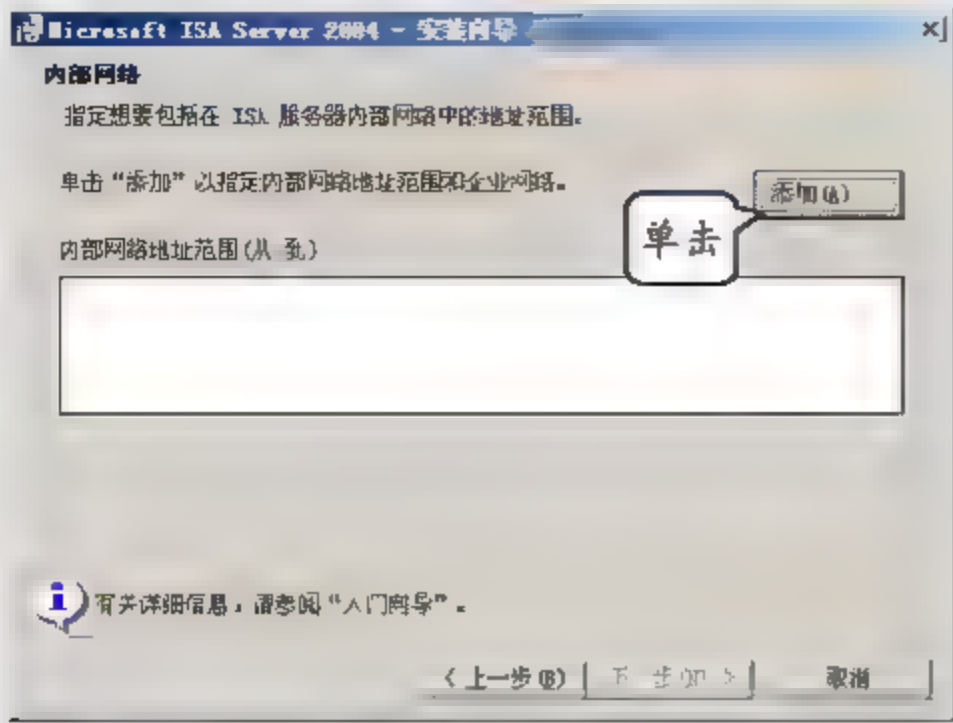 Microsoft ISA Server 2004 - 安装向导
内部网络
指定想要包括在 ISA 服务器内部网络中的地址范围。
单击“添加”以指定内部网络地址范围和企业网络。
添加(A)
单击
内部网络地址范围(从 到)
有关详细信息，请参阅“入门向导”。
< 上一步(B)
下一步(N) >
取消